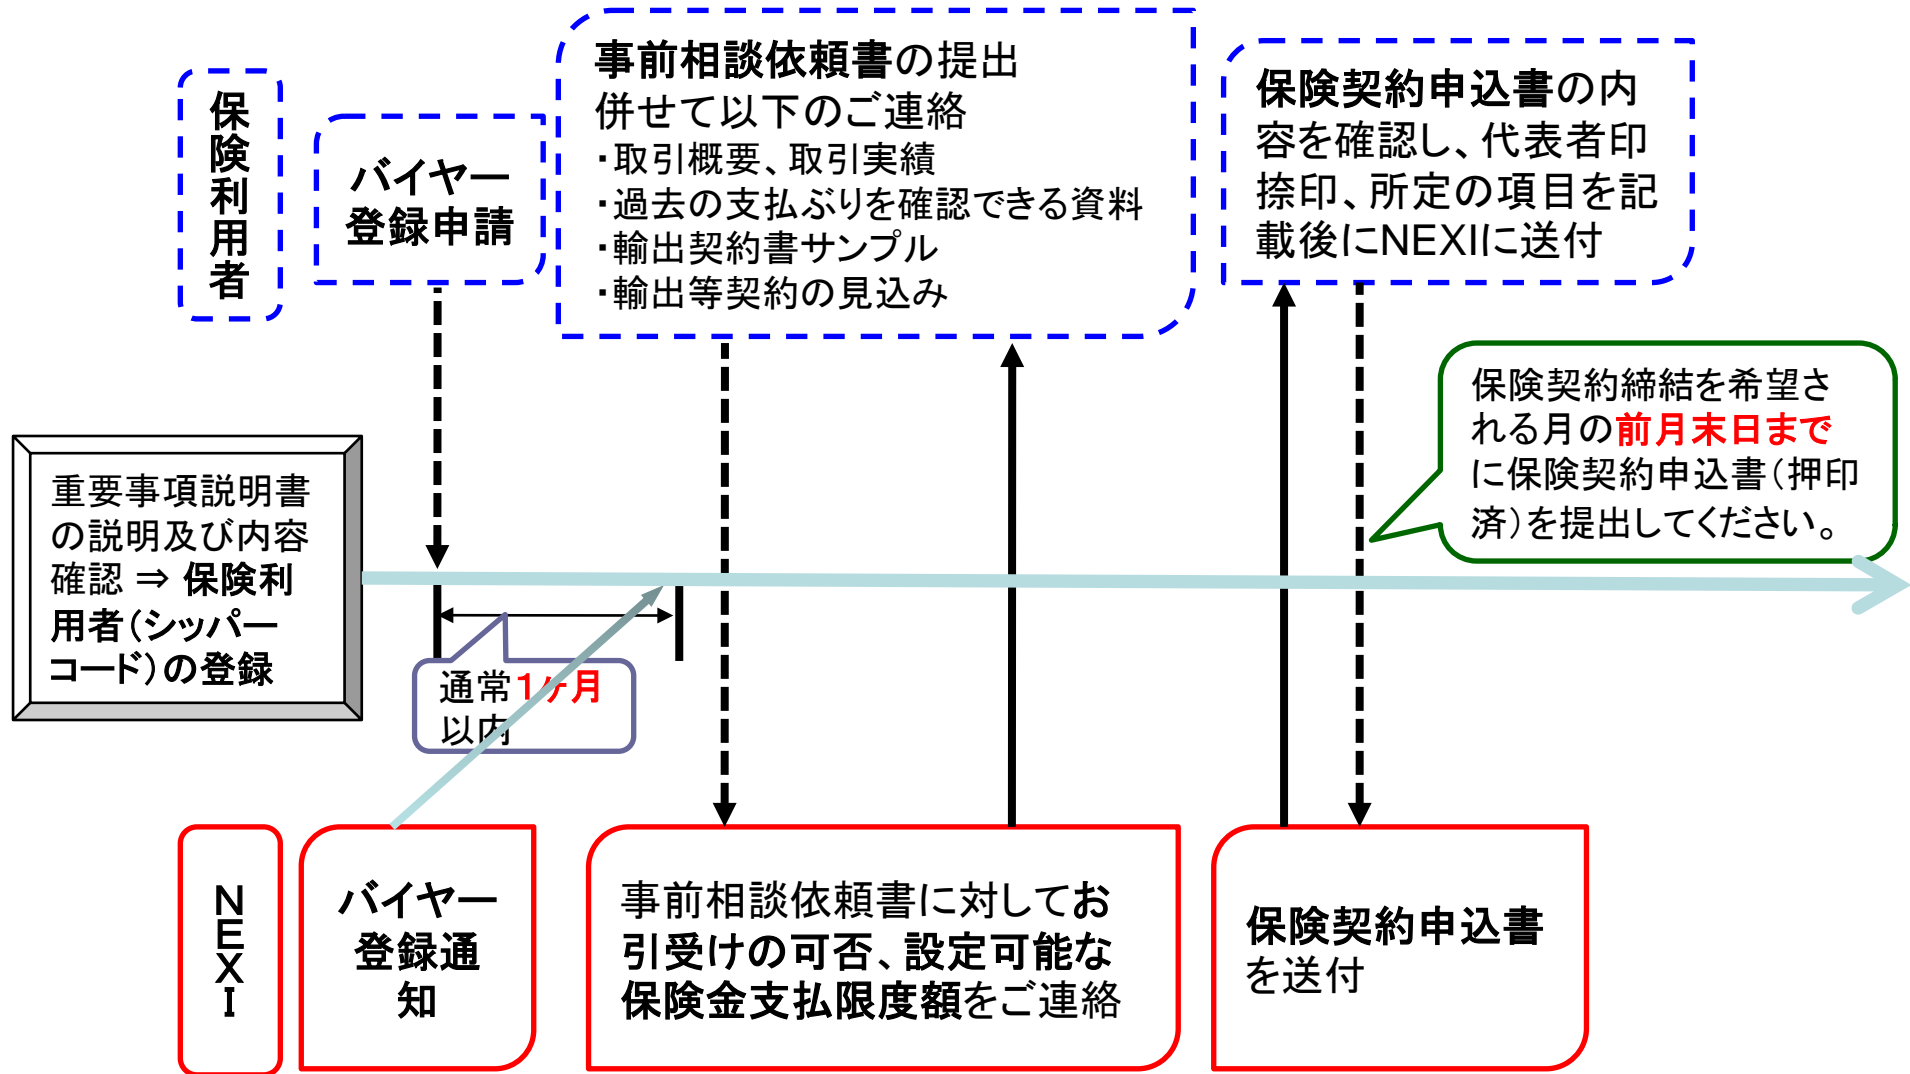 保険利用者
バイヤー
登録申請
事前相談依頼書の提出
併せて以下のご連絡
・取引概要、取引実績
・過去の支払ぶりを確認できる資料
・輸出契約書サンプル
・輸出等契約の見込み
保険契約申込書の内
容を確認し、代表者印
捺印、所定の項目を記
載後にNEXIに送付
保険契約締結を希望さ
れる月の前月末日まで
に保険契約申込書（押印
済）を提出してください。
重要事項説明書
の説明及び内容
確認 ⇒ 保険利
用者（シッパー
コード）の登録
通常1ヶ月
以内
ＮＥＸＩ
バイヤー
登録通
知
事前相談依頼書に対してお
引受けの可否、設定可能な
保険金支払限度額をご連絡
保険契約申込書
を送付